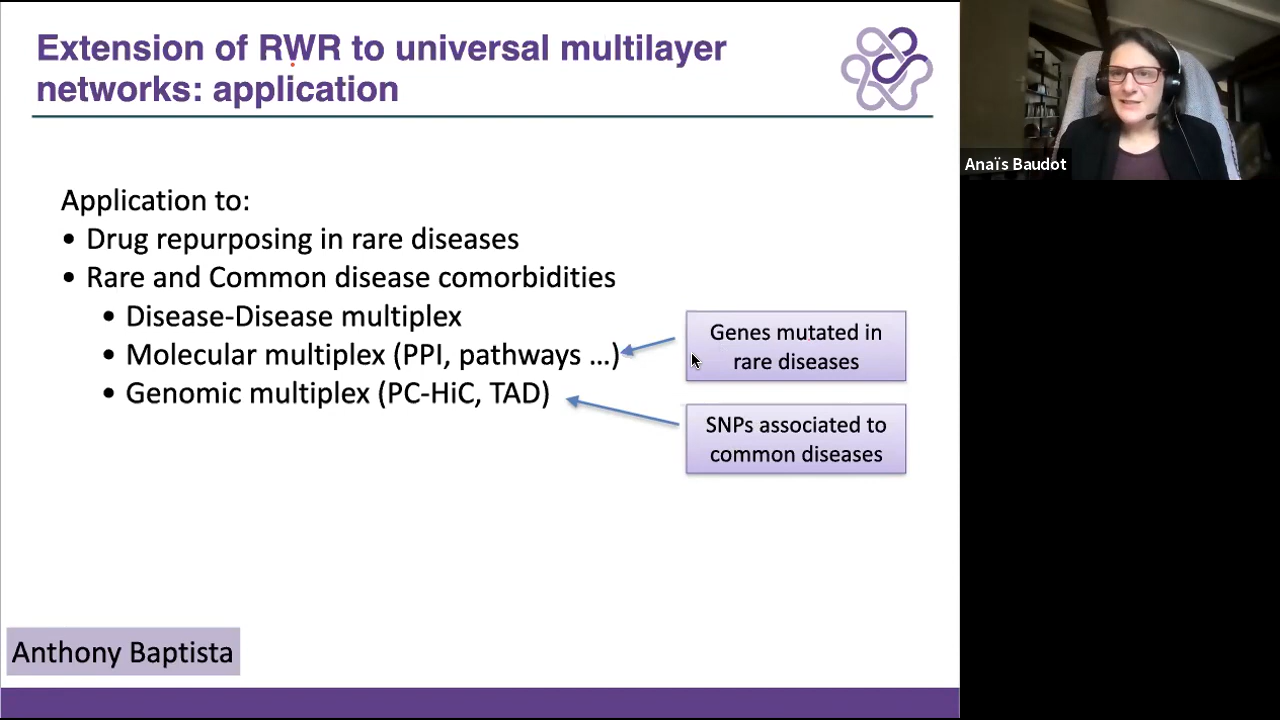 Extension of RWR to universal multilayer
networks: application
Anaïs Baudot
Application to:
• Drug repurposing in rare diseases
• Rare and Common disease comorbidities
• Disease-Disease multiplex
• Molecular multiplex (PPI, pathways ...)
• Genomic multiplex (PC-HiC, TAD)
Genes mutated in
rare diseases
SNPs associated to
common diseases
Anthony Baptista